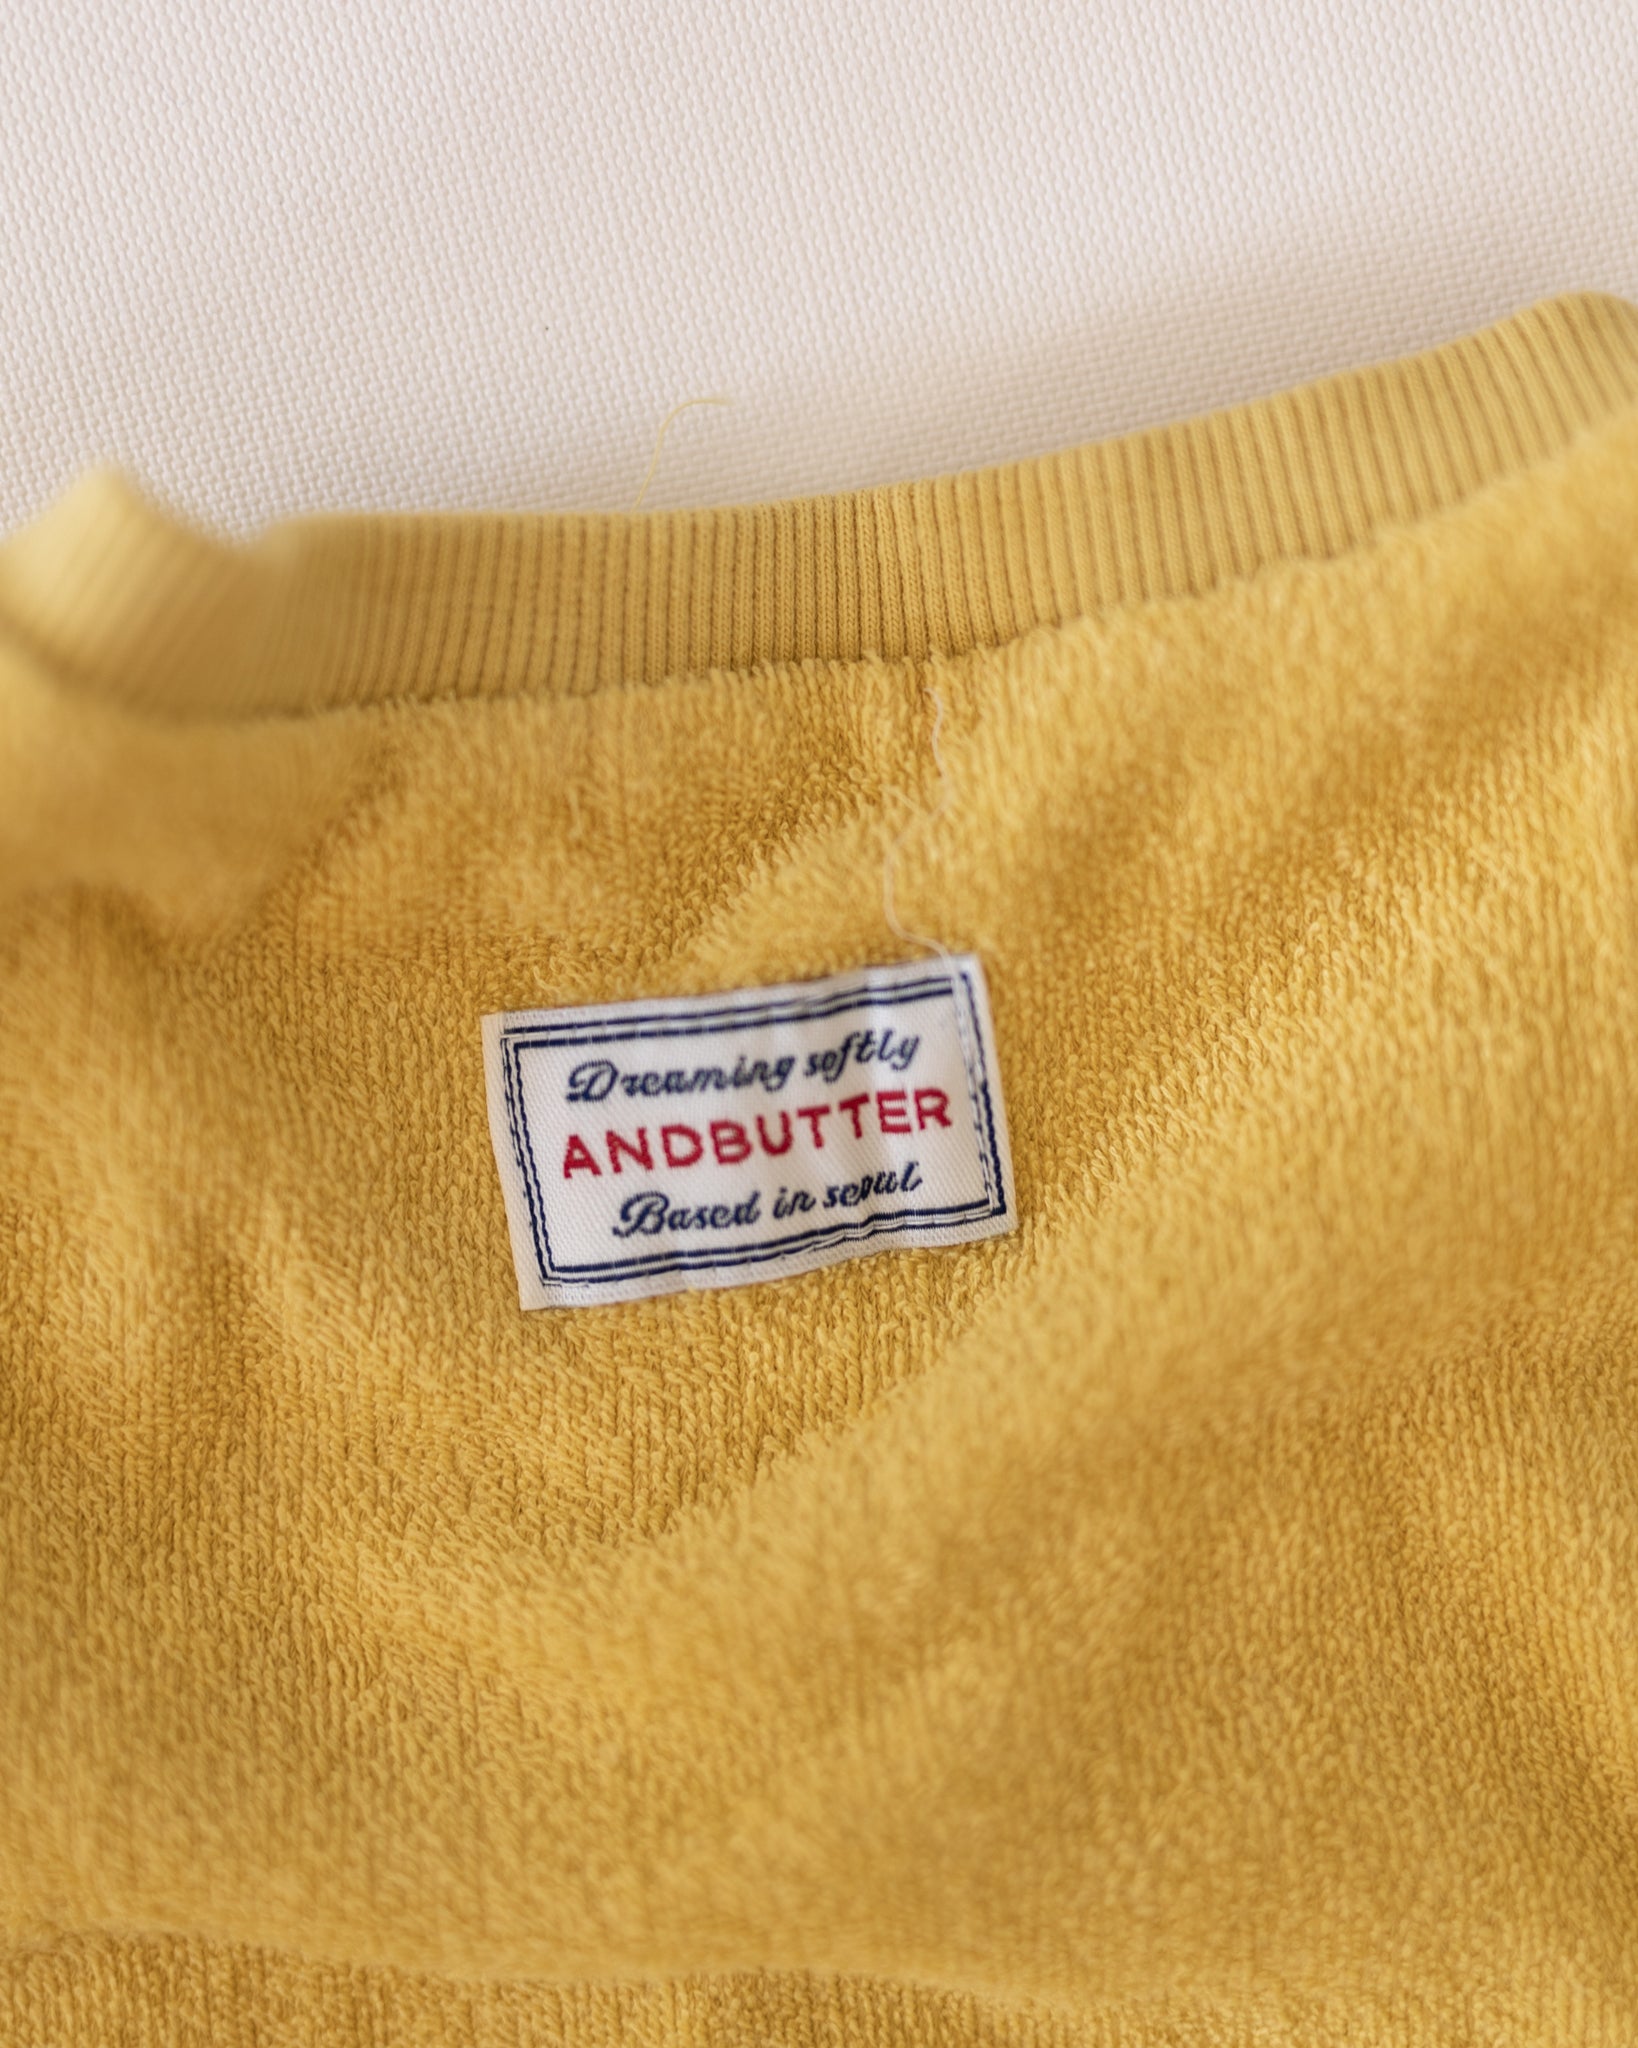 Dreaming softly
ANDBUTTER
Based in seoul